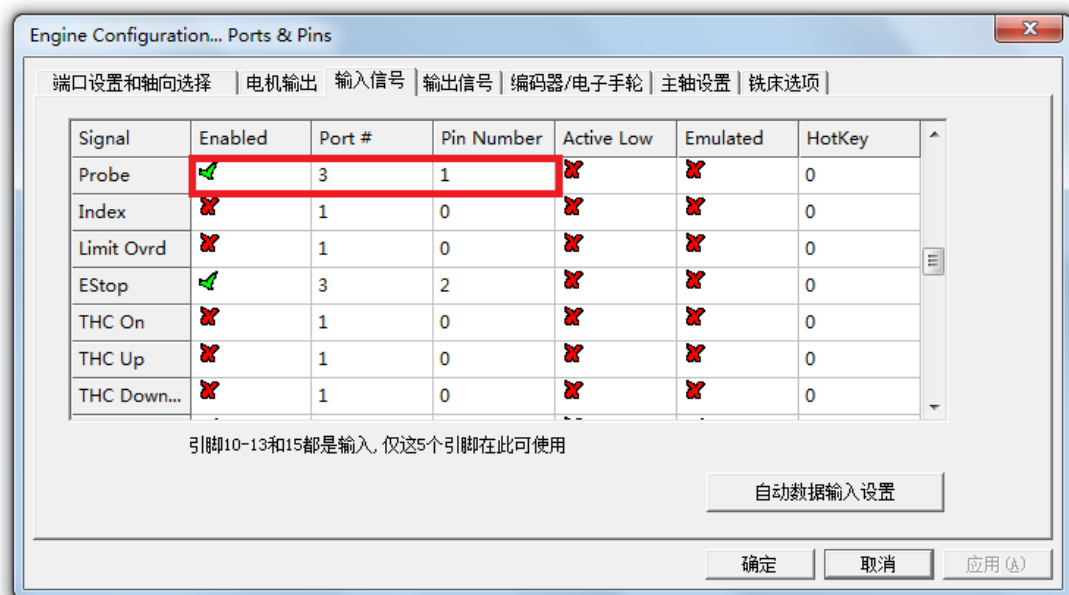 Engine Configuration... Ports & Pins
端口设置和轴向选择 电机输出 输入信号 输出信号 编码器/电子手轮 主轴设置 铣床选项
Signal Enabled Port # Pin Number Active Low Emulated HotKey
Probe 3 1 0
Index 1 0 0
Limit Ovrd 1 0 0
EStop 3 2 0
THC On 1 0 0
THC Up 1 0 0
THC Down... 1 0 0
引脚10-13和15都是输入,仅这5个引脚在此可使用
自动数据输入设置
确定 取消 应用(A)